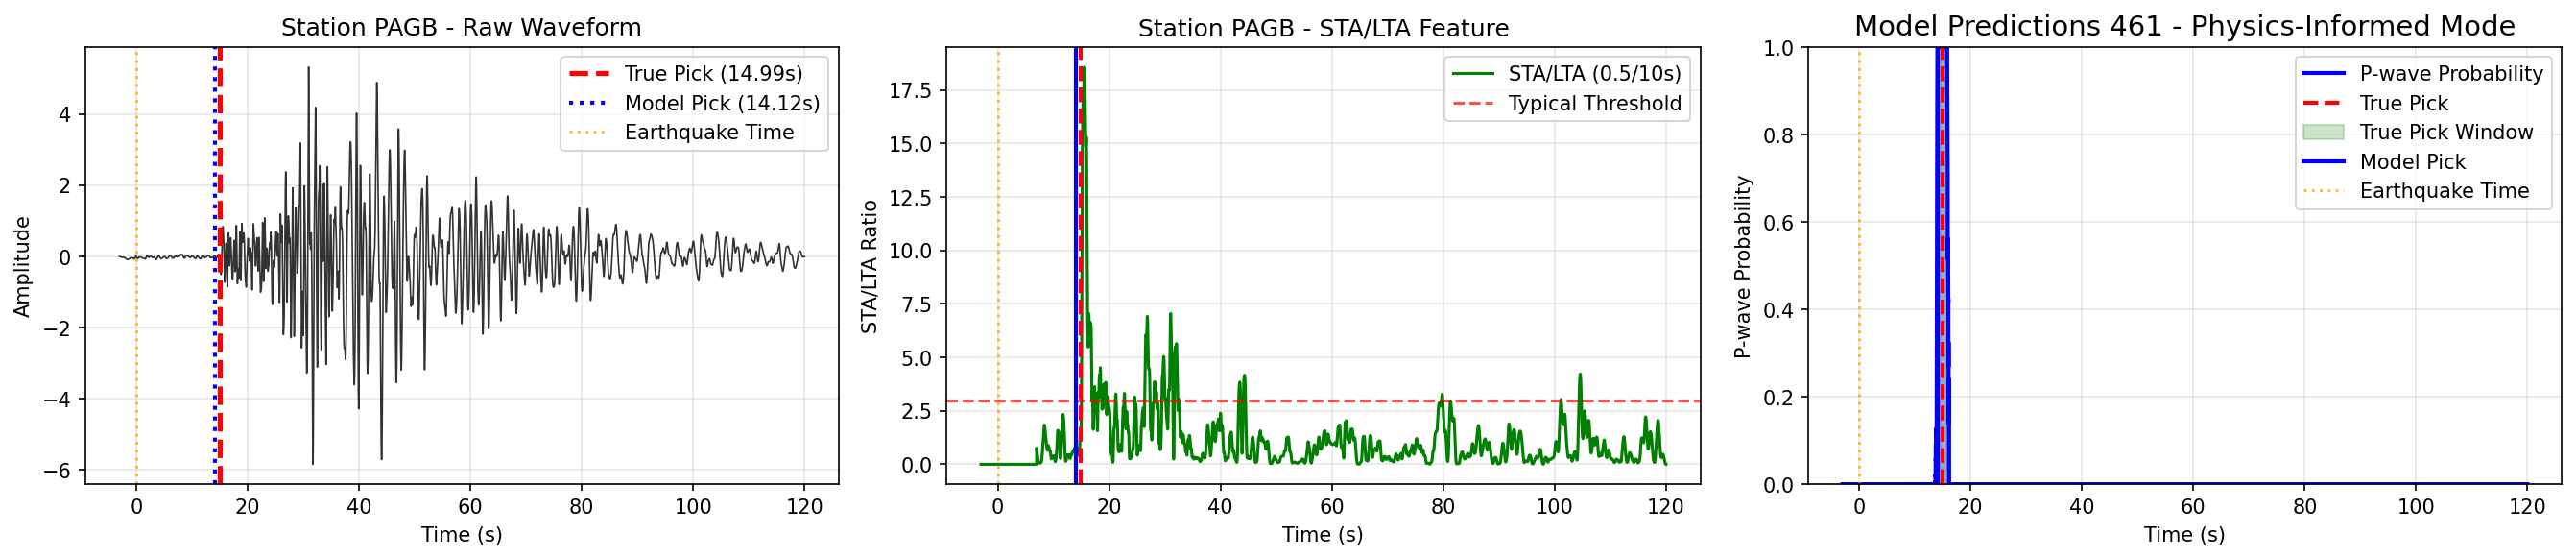 Station PAGB - Raw Waveform
Amplitude
4
2
0
−2
−4
−6
True Pick (14.99s)
Model Pick (14.12s)
Earthquake Time
0 20 40 60 80 100 120
Time (s)
Station PAGB - STA/LTA Feature
STA/LTA Ratio
17.5
15.0
12.5
10.0
7.5
5.0
2.5
0.0
STA/LTA (0.5/10s)
Typical Threshold
0 20 40 60 80 100 120
Time (s)
Model Predictions 461 - Physics-Informed Mode
P-wave Probability
1.0
0.8
0.6
0.4
0.2
0.0
P-wave Probability
True Pick
True Pick Window
Model Pick
Earthquake Time
0 20 40 60 80 100 120
Time (s)